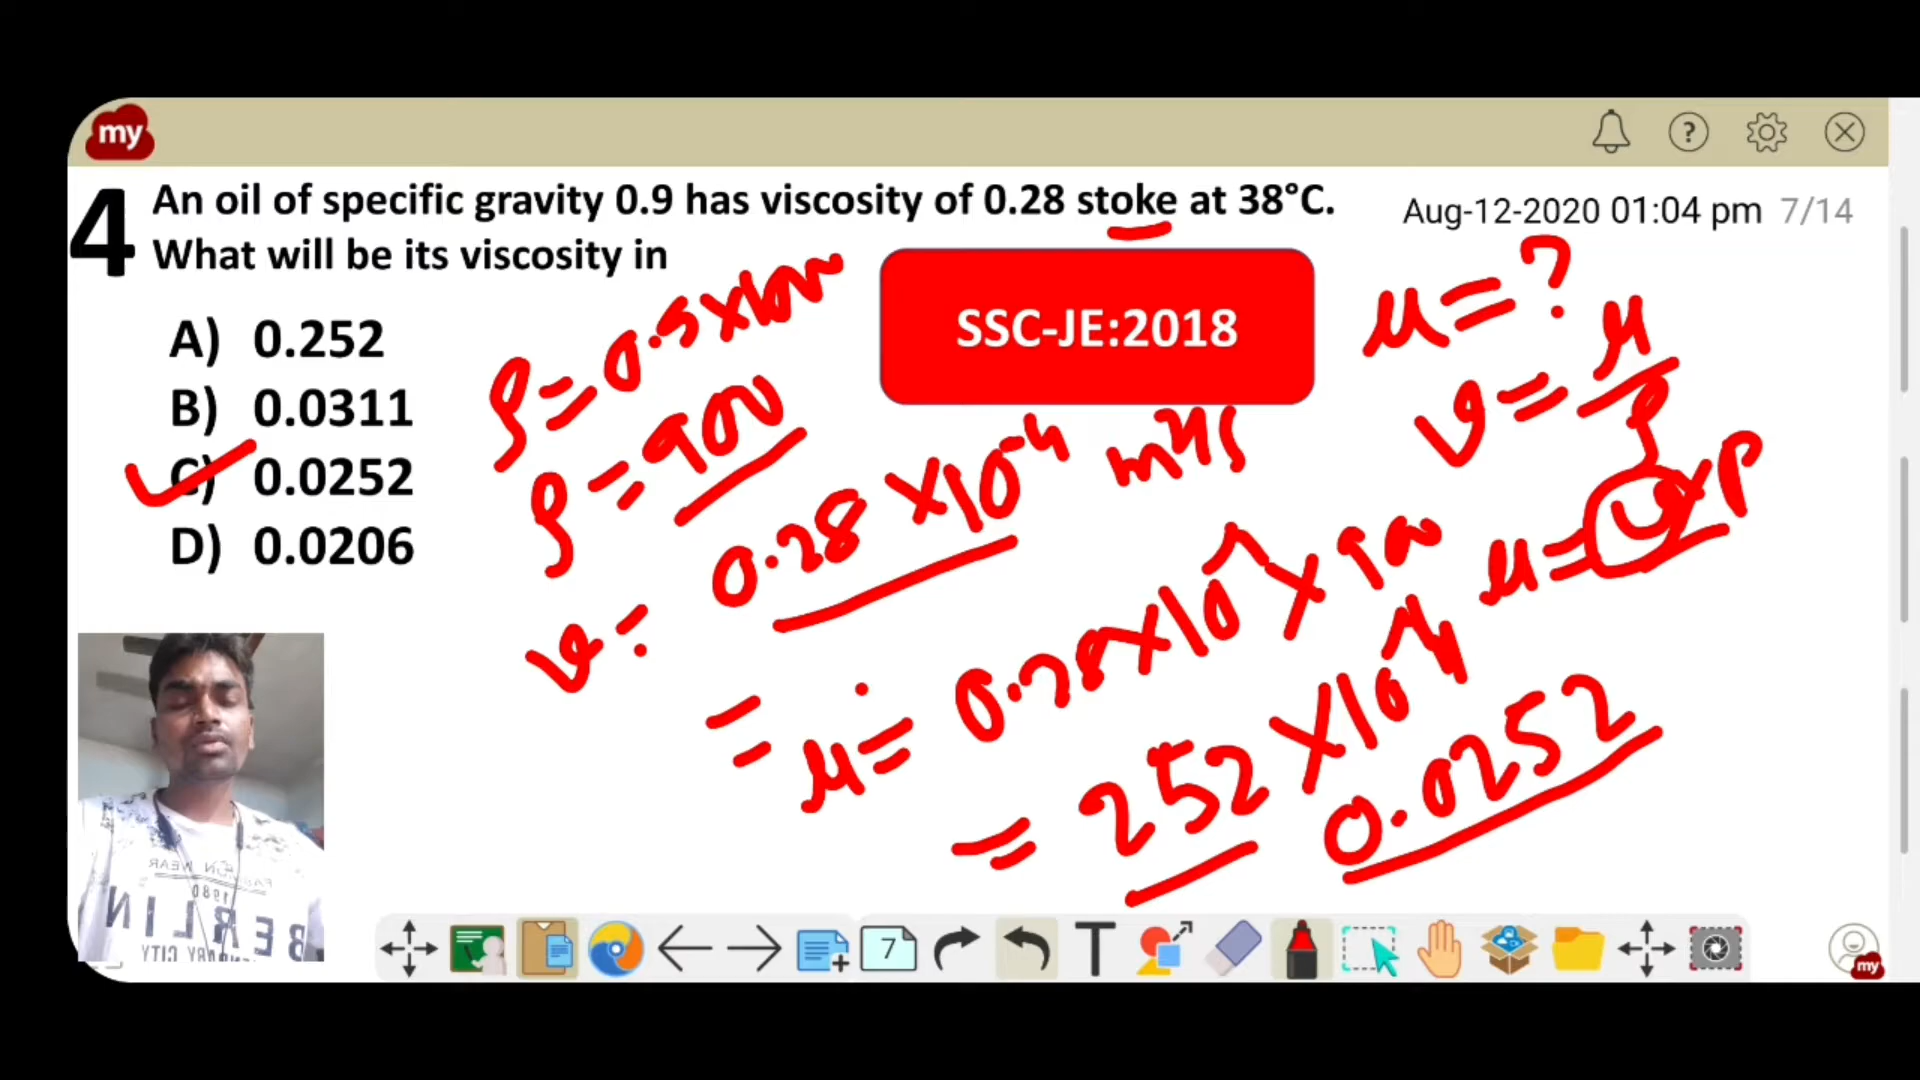 my
4 An oil of specific gravity 0.9 has viscosity of 0.28 stoke at 38°C.
What will be its viscosity in
Aug-12-2020 01:04 pm 7/14
A) 0.252
B) 0.0311
C) 0.0252
D) 0.0206
SSC-JE:2018
μ = ?
ν = μ/ρ
ρ = 900
ν = 0.28 × 10⁻⁴ m²/s
= μ = 0.28 × 10⁻⁴ × 900
= 252 × 10⁻⁴
0.0252
1980
BERLIN
7
T
my